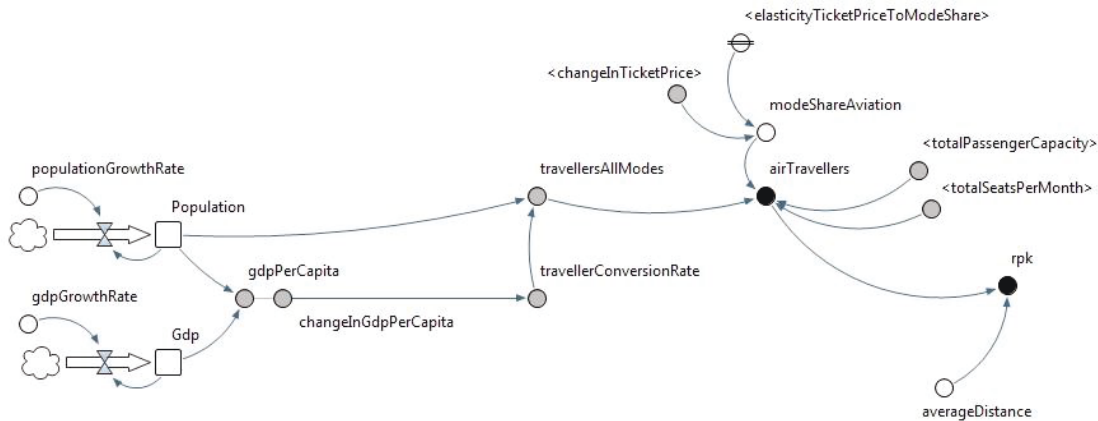 <elasticityTicketPriceToModeShare>
<changeInTicketPrice>
modeShareAviation
<totalPassengerCapacity>
populationGrowthRate
travellersAllModes
airTravellers
<totalSeatsPerMonth>
Population
gdpPerCapita
travellerConversionRate
rpk
gdpGrowthRate
changeInGdpPerCapita
Gdp
averageDistance